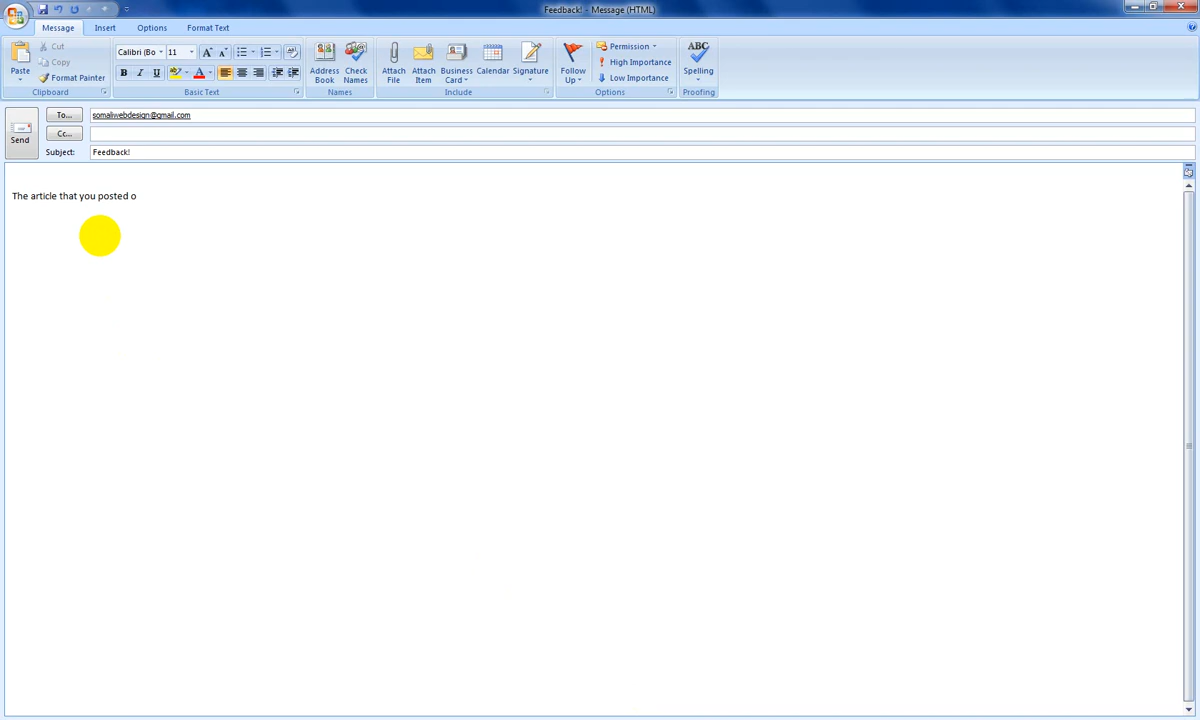 Feedback! - Message (HTML)
Message Insert Options Format Text
Cut
Copy
Format Painter
Paste
Clipboard
Calibri (Bo 11
B I U
Basic Text
Address Book
Check Names
Names
Attach File
Attach Item
Business Card
Calendar
Signature
Include
Follow Up
Permission
High Importance
Low Importance
Options
ABC
Spelling
Proofing
Send
To... somaliwebdesign@gmail.com
Cc...
Subject: Feedback!
The article that you posted o